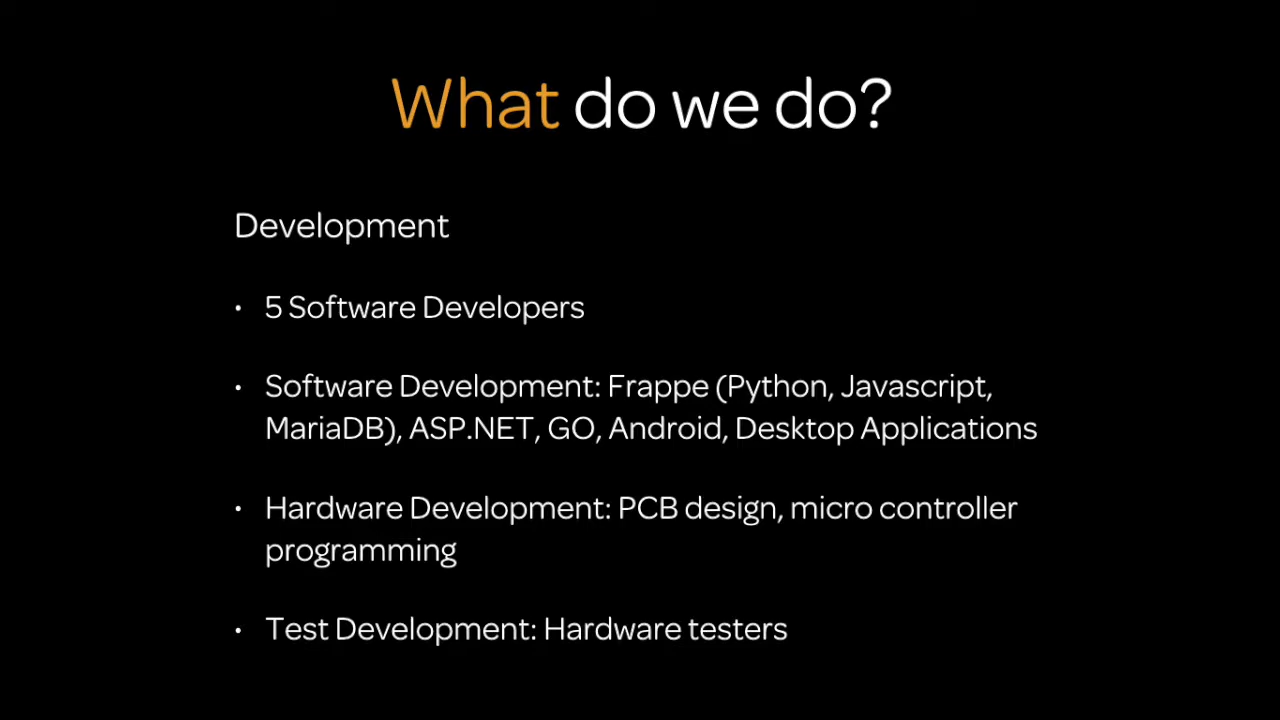 What do we do?
Development
• 5 Software Developers
• Software Development: Frappe (Python, Javascript,
MariaDB), ASP.NET, GO, Android, Desktop Applications
• Hardware Development: PCB design, micro controller
programming
• Test Development: Hardware testers